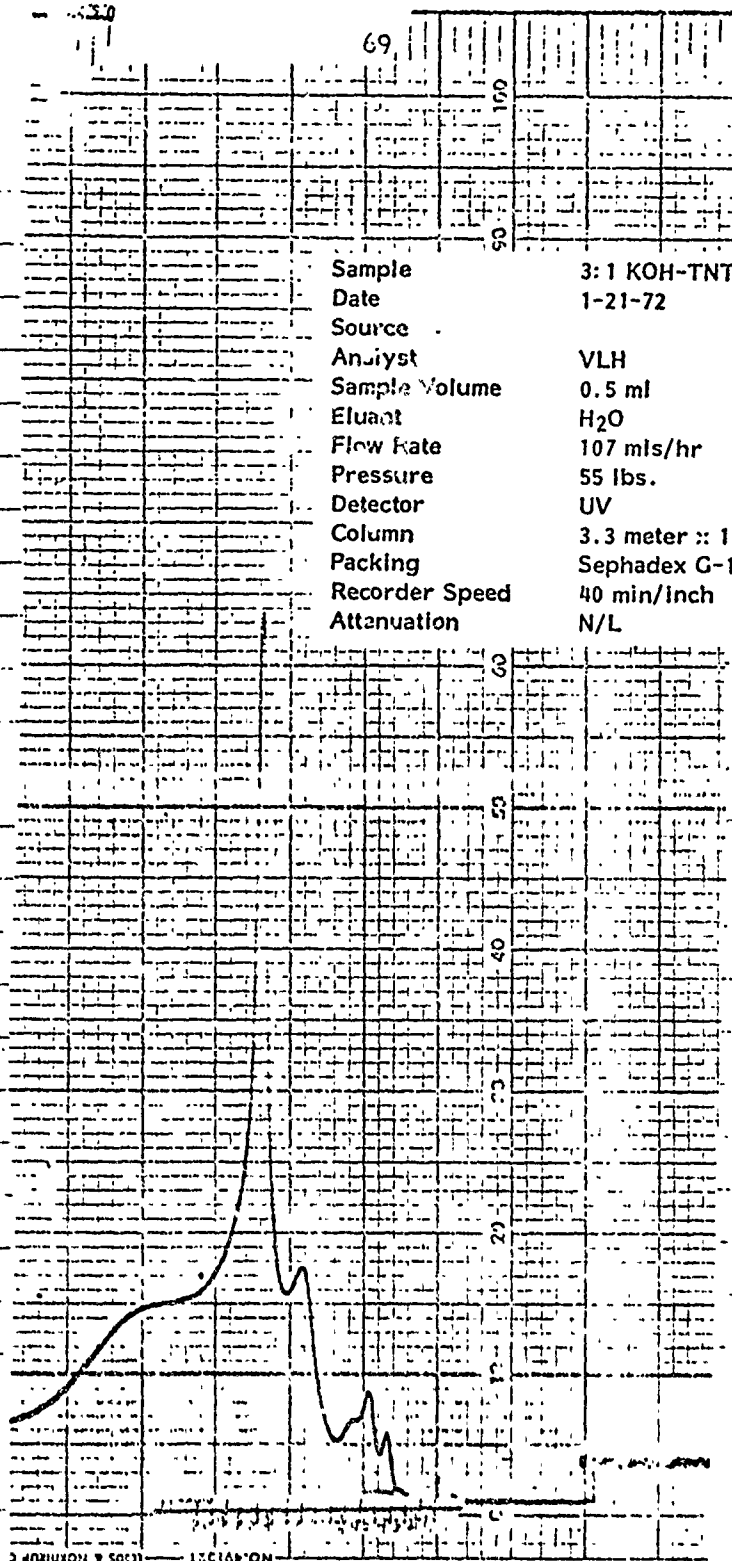 69
100
90
Sample 3:1 KOH-TNT
Date 1-21-72
Source
Analyst VLH
Sample Volume 0.5 ml
Eluant H₂O
Flow Rate 107 mls/hr
Pressure 55 lbs.
Detector UV
Column 3.3 meter x 1
Packing Sephadex G-1
Recorder Speed 40 min/inch
Attenuation N/L
60
50
40
30
20
10
0